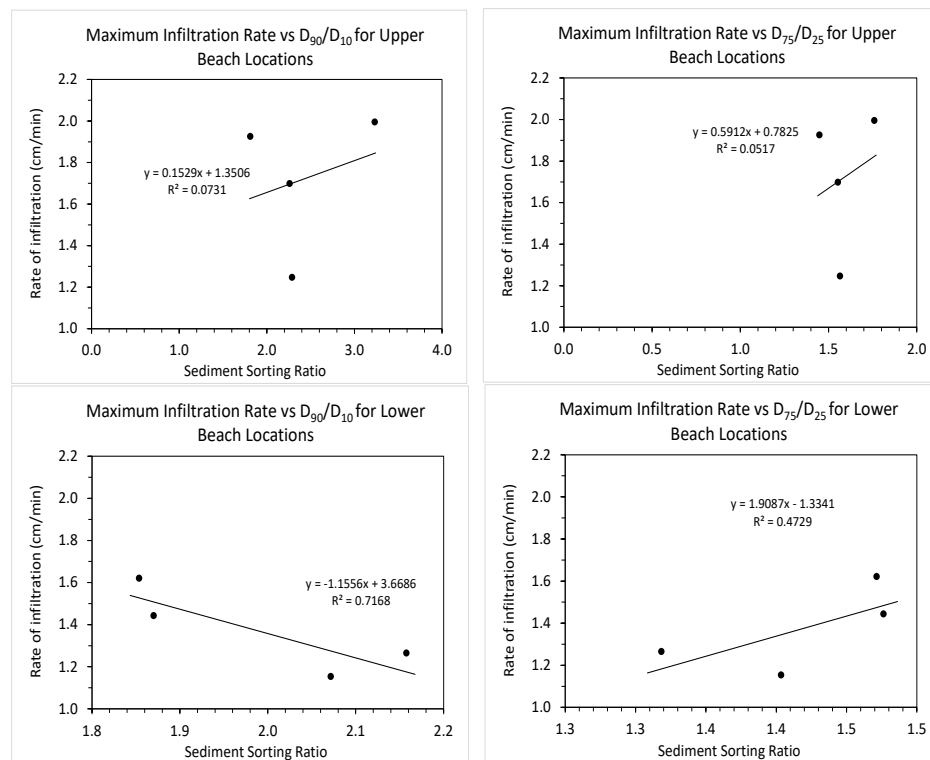 Maximum Infiltration Rate vs D₉₀/D₁₀ for Upper
Beach Locations
Rate of infiltration (cm/min)
2.2
2.0
1.8
1.6
1.4
1.2
1.0
y = 0.1529x + 1.3506
R² = 0.0731
0.0 1.0 2.0 3.0 4.0
Sediment Sorting Ratio
Maximum Infiltration Rate vs D₇₅/D₂₅ for Upper
Beach Locations
Rate of infiltration (cm/min)
2.2
2.0
1.8
1.6
1.4
1.2
1.0
y = 0.5912x + 0.7825
R² = 0.0517
0.0 0.5 1.0 1.5 2.0
Sediment Sorting Ratio
Maximum Infiltration Rate vs D₉₀/D₁₀ for Lower
Beach Locations
Rate of infiltration (cm/min)
2.2
2.0
1.8
1.6
1.4
1.2
1.0
y = -1.1556x + 3.6686
R² = 0.7168
1.8 1.9 2.0 2.1 2.2
Sediment Sorting Ratio
Maximum Infiltration Rate vs D₇₅/D₂₅ for Lower
Beach Locations
Rate of infiltration (cm/min)
2.2
2.0
1.8
1.6
1.4
1.2
1.0
y = 1.9087x - 1.3341
R² = 0.4729
1.3 1.3 1.4 1.4 1.5 1.5
Sediment Sorting Ratio